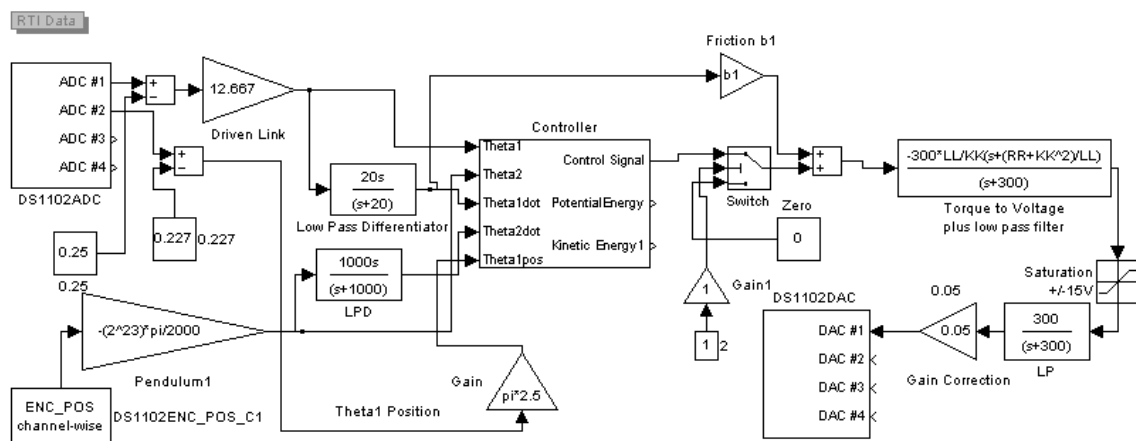 RTI Data
Friction b1
ADC #1
ADC #2
ADC #3
ADC #4
DS1102ADC
+
−
12.667
Driven Link
b1
+
−
Controller
Theta1
Theta2
Theta1dot
Theta2dot
Theta1pos
Control Signal
PotentialEnergy
Kinetic Energy1
+
+
-300*LL/KK(s+(RR+KK^2)/LL)
(s+300)
Torque to Voltage
plus low pass filter
20s
(s+20)
Low Pass Differentiator
Switch
Zero
0
0.25
0.25
0.227
0.227
1000s
(s+1000)
LPD
1
Gain1
1
2
Saturation
+/-15V
DS1102DAC
DAC #1
DAC #2
DAC #3
DAC #4
0.05
0.05
Gain Correction
300
(s+300)
LP
-(2^23)*pi/2000
Pendulum1
Gain
pi*2.5
Theta1 Position
ENC_POS
channel-wise
DS1102ENC_POS_C1